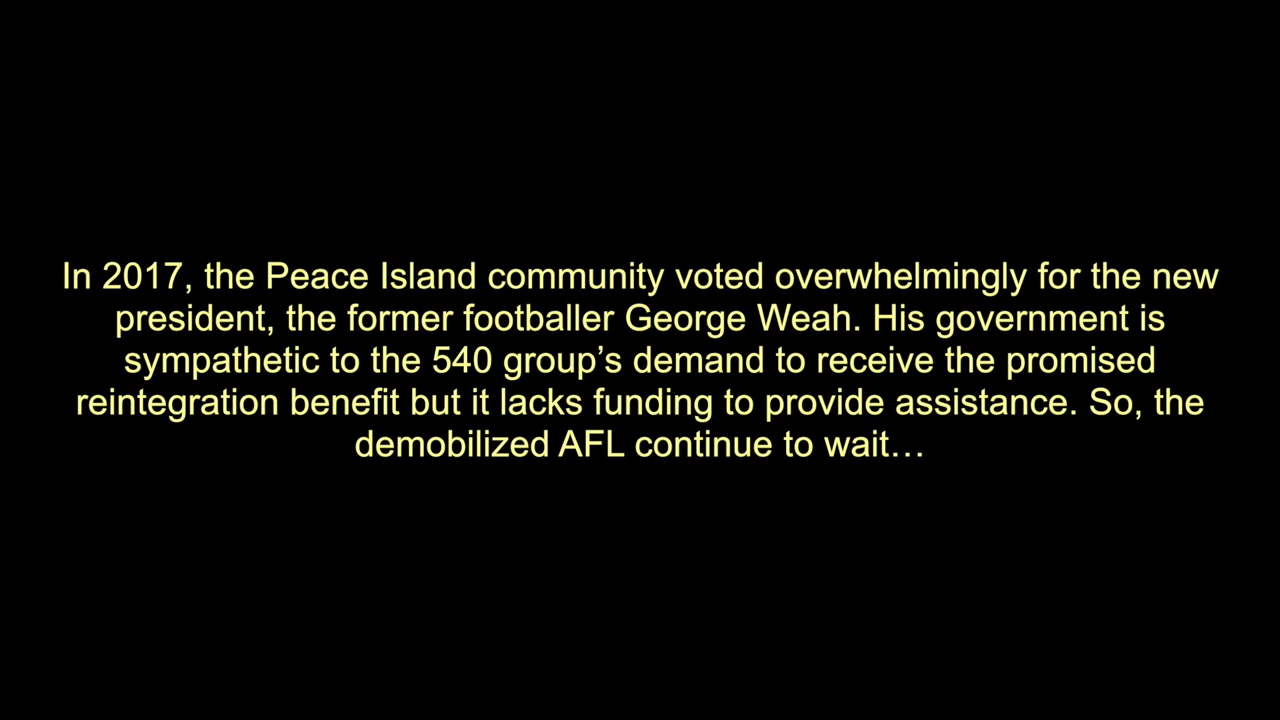 In 2017, the Peace Island community voted overwhelmingly for the new
president, the former footballer George Weah. His government is
sympathetic to the 540 group’s demand to receive the promised
reintegration benefit but it lacks funding to provide assistance. So, the
demobilized AFL continue to wait…